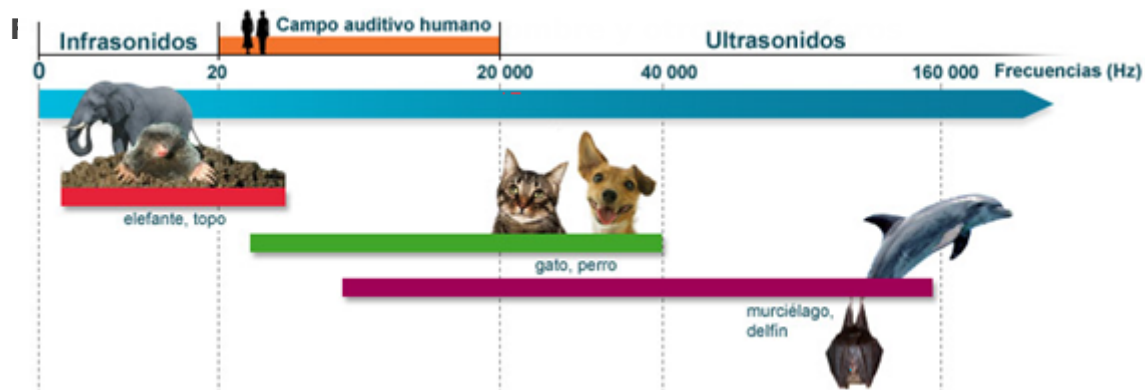 Campo auditivo humano
Infrasonidos
Ultrasonidos
0 20 20 000 40 000 160 000 Frecuencias (Hz)
elefante, topo
gato, perro
murciélago,
delfín